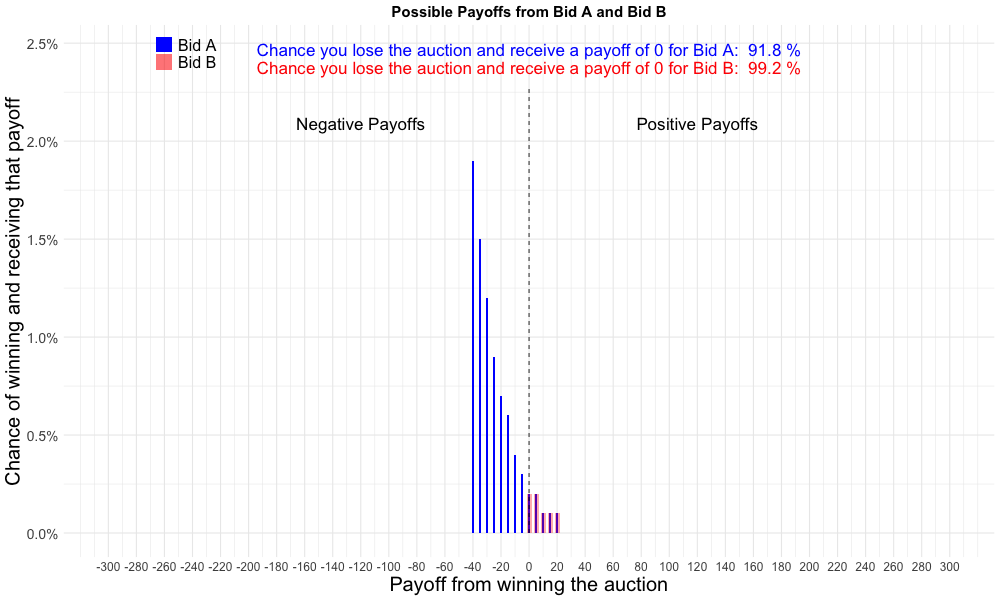 Possible Payoffs from Bid A and Bid B
Bid A
Bid B
Chance you lose the auction and receive a payoff of 0 for Bid A:  91.8 %
Chance you lose the auction and receive a payoff of 0 for Bid B:  99.2 %
Negative Payoffs
Positive Payoffs
Chance of winning and receiving that payoff
2.5%
2.0%
1.5%
1.0%
0.5%
0.0%
-300 -280 -260 -240 -220 -200 -180 -160 -140 -120 -100 -80 -60 -40 -20 0 20 40 60 80 100 120 140 160 180 200 220 240 260 280 300
Payoff from winning the auction